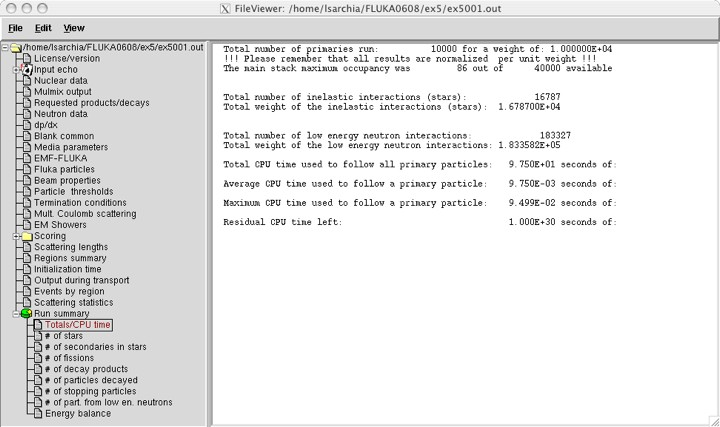 FileViewer: /home/lsarchia/FLUKA0608/ex5/ex5001.out
File Edit View
/home/lsarchia/FLUKA0608/ex5/ex5001.out
License/version
Input echo
Nuclear data
Mulmix output
Requested products/decays
Neutron data
dp/dx
Blank common
Media parameters
EMF-FLUKA
Fluka particles
Beam properties
Particle thresholds
Termination conditions
Mult. Coulomb scattering
EM Showers
Scoring
Scattering lengths
Regions summary
Initialization time
Output during transport
Events by region
Scattering statistics
Run summary
Totals/CPU time
# of stars
# of secondaries in stars
# of fissions
# of decay products
# of particles decayed
# of stopping particles
# of part. from low en. neutrons
Energy balance
Total number of primaries run: 10000 for a weight of: 1.000000E+04
!!! Please remember that all results are normalized per unit weight !!!
The main stack maximum occupancy was 86 out of 40000 available
Total number of inelastic interactions (stars): 16787
Total weight of the inelastic interactions (stars): 1.678700E+04
Total number of low energy neutron interactions: 183327
Total weight of the low energy neutron interactions: 1.833582E+05
Total CPU time used to follow all primary particles: 9.750E+01 seconds of:
Average CPU time used to follow a primary particle: 9.750E-03 seconds of:
Maximum CPU time used to follow a primary particle: 9.499E-02 seconds of:
Residual CPU time left: 1.000E+30 seconds of: